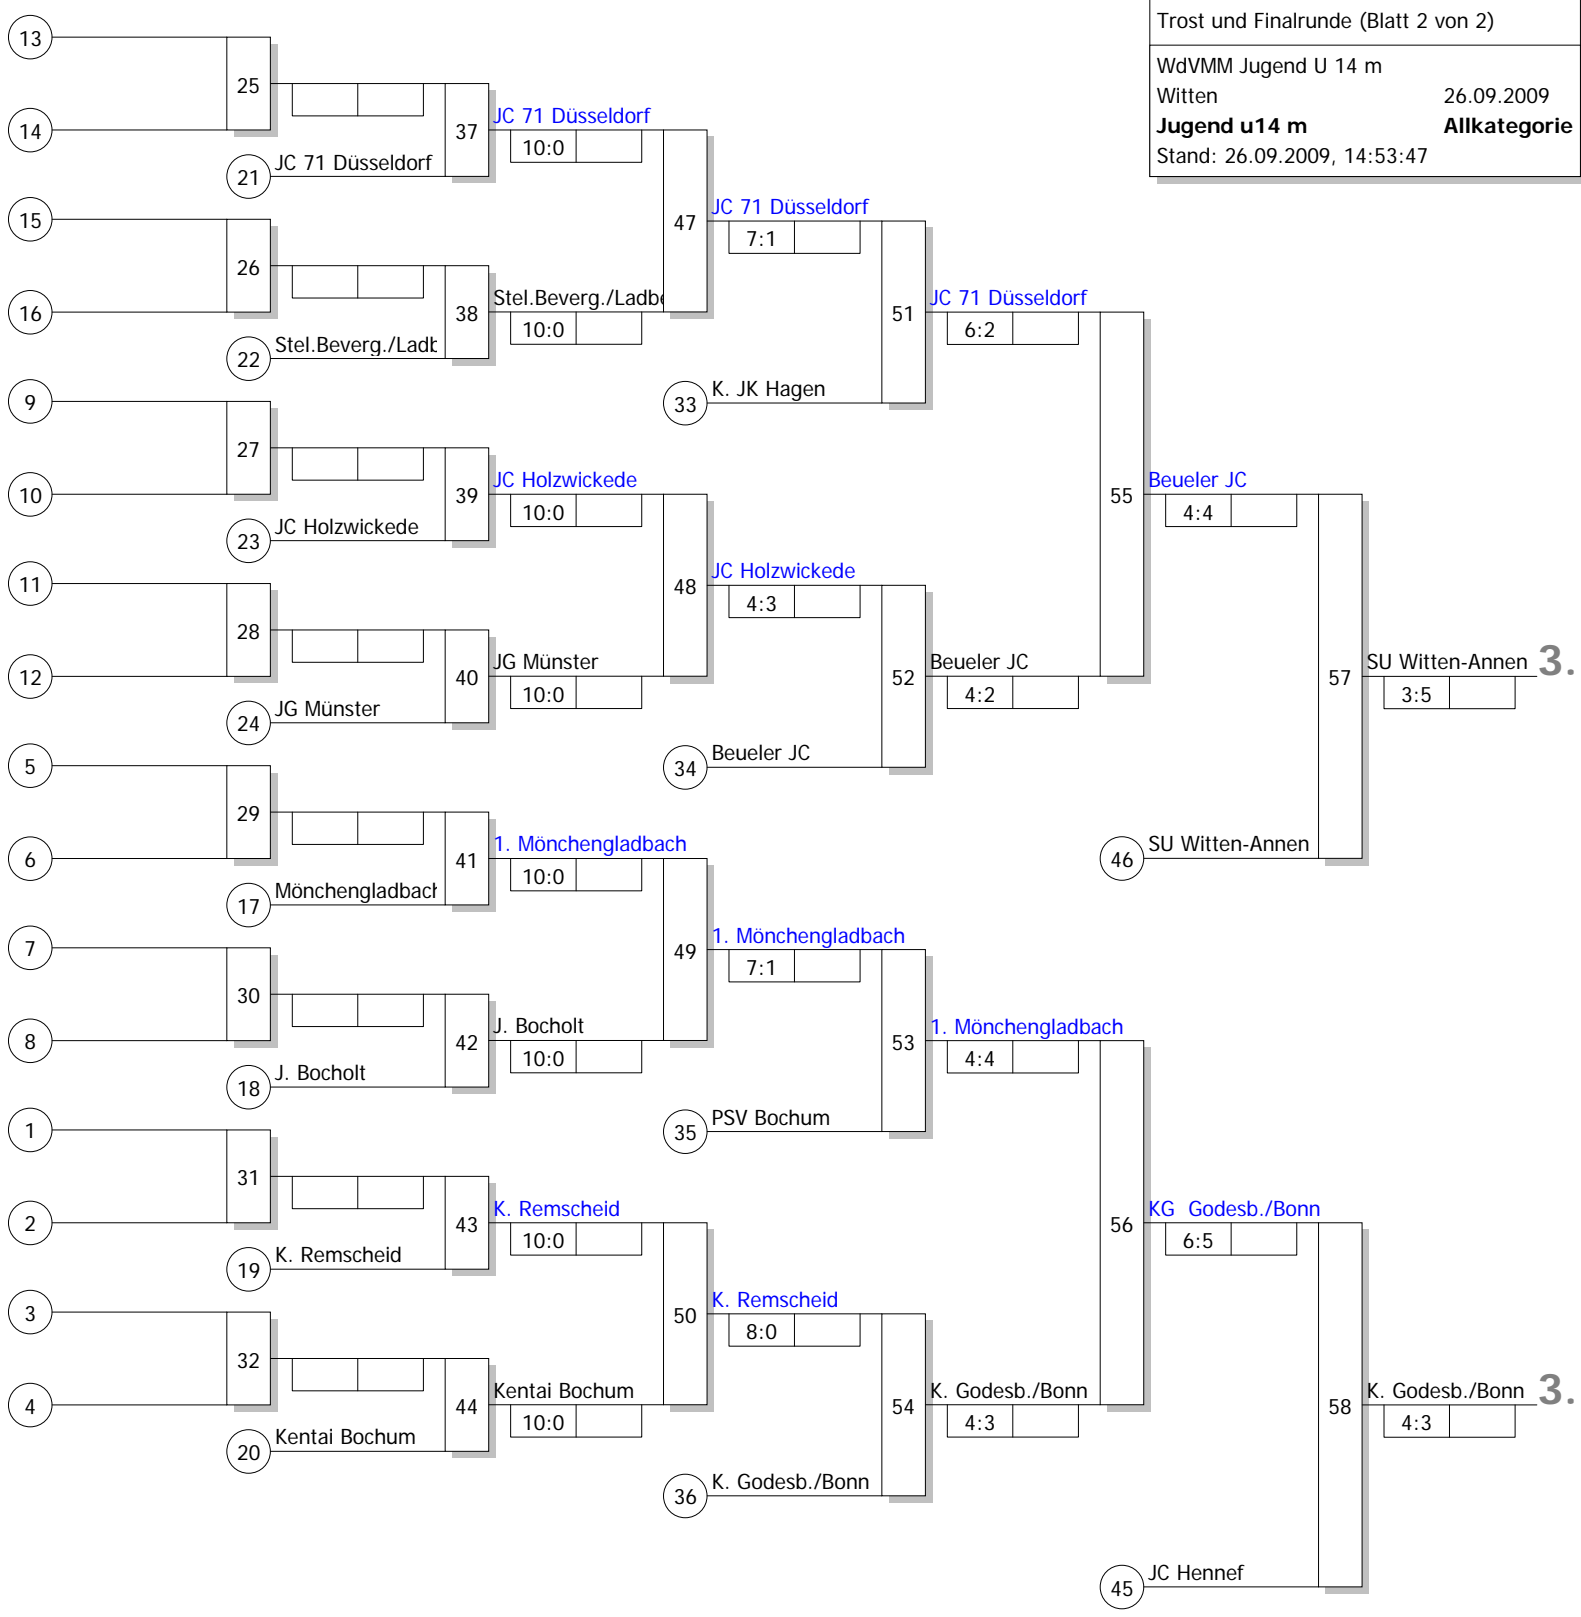 Trost und Finalrunde (Blatt 2 von 2)
WdVMM Jugend U 14 m
Witten 26.09.2009
Jugend u14 m Allkategorie
Stand: 26.09.2009, 14:53:47
13
25
14
37
JC 71 Düsseldorf
10:0
21
JC 71 Düsseldorf
15
47
JC 71 Düsseldorf
7:1
26
16
38
Stel.Beverg./Ladbe
10:0
51
JC 71 Düsseldorf
6:2
22
Stel.Beverg./Ladb
33
K. JK Hagen
9
27
10
39
JC Holzwickede
10:0
55
Beueler JC
4:4
23
JC Holzwickede
11
48
JC Holzwickede
4:3
28
12
40
JG Münster
10:0
52
Beueler JC
4:2
57
SU Witten-Annen
3.
3:5
24
JG Münster
34
Beueler JC
5
29
6
41
1. Mönchengladbach
10:0
46
SU Witten-Annen
17
Mönchengladbach
7
49
1. Mönchengladbach
7:1
30
8
42
J. Bocholt
10:0
53
1. Mönchengladbach
4:4
18
J. Bocholt
35
PSV Bochum
1
31
2
43
K. Remscheid
10:0
56
KG Godesb./Bonn
6:5
19
K. Remscheid
3
50
K. Remscheid
8:0
32
4
44
Kentai Bochum
10:0
54
K. Godesb./Bonn
4:3
58
K. Godesb./Bonn
3.
4:3
20
Kentai Bochum
36
K. Godesb./Bonn
45
JC Hennef